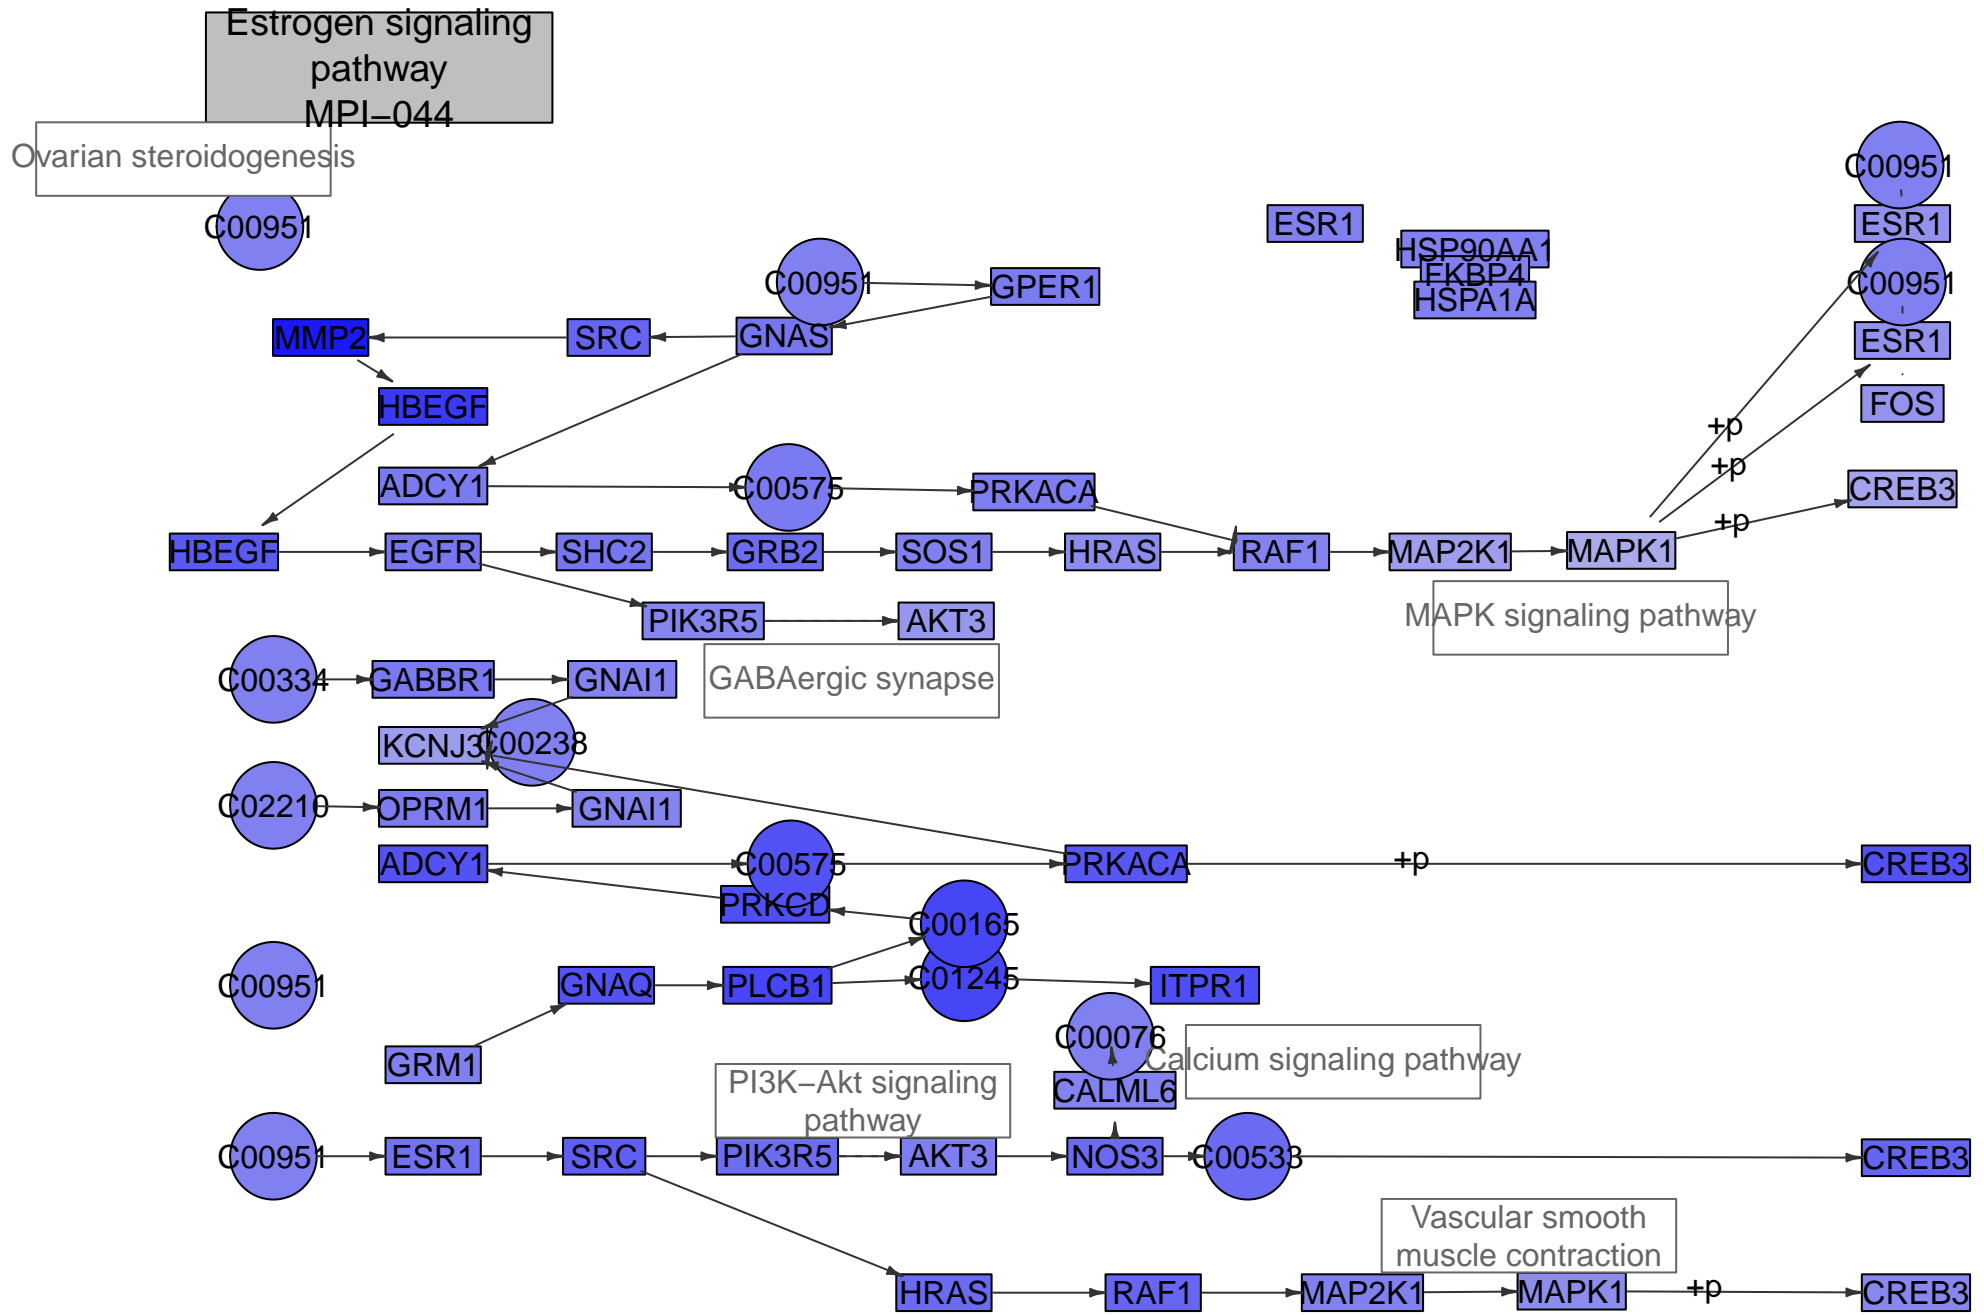 Estrogen signaling
pathway
MPI−044
Ovarian steroidogenesis
C00951
C00951
ESR1
C00951
ESR1
HSP90AA1
FKBP4
HSPA1A
C00951
GPER1
C00951
MMP2
SRC
GNAS
ESR1
HBEGF
FOS
+p
+p
ADCY1
C00575
PRKACA
CREB3
+p
HBEGF
EGFR
SHC2
GRB2
SOS1
HRAS
RAF1
MAP2K1
MAPK1
PIK3R5
AKT3
MAPK signaling pathway
C00334
GABBR1
GNAI1
GABAergic synapse
KCNJ3
C00238
C02210
OPRM1
GNAI1
ADCY1
C00575
PRKACA
+p
CREB3
PRKCD
C00165
C00951
GNAQ
PLCB1
C01245
ITPR1
C00076
Calcium signaling pathway
GRM1
CALML6
PI3K−Akt signaling
pathway
C00951
ESR1
SRC
PIK3R5
AKT3
NOS3
C00533
CREB3
Vascular smooth
muscle contraction
HRAS
RAF1
MAP2K1
MAPK1
+p
CREB3